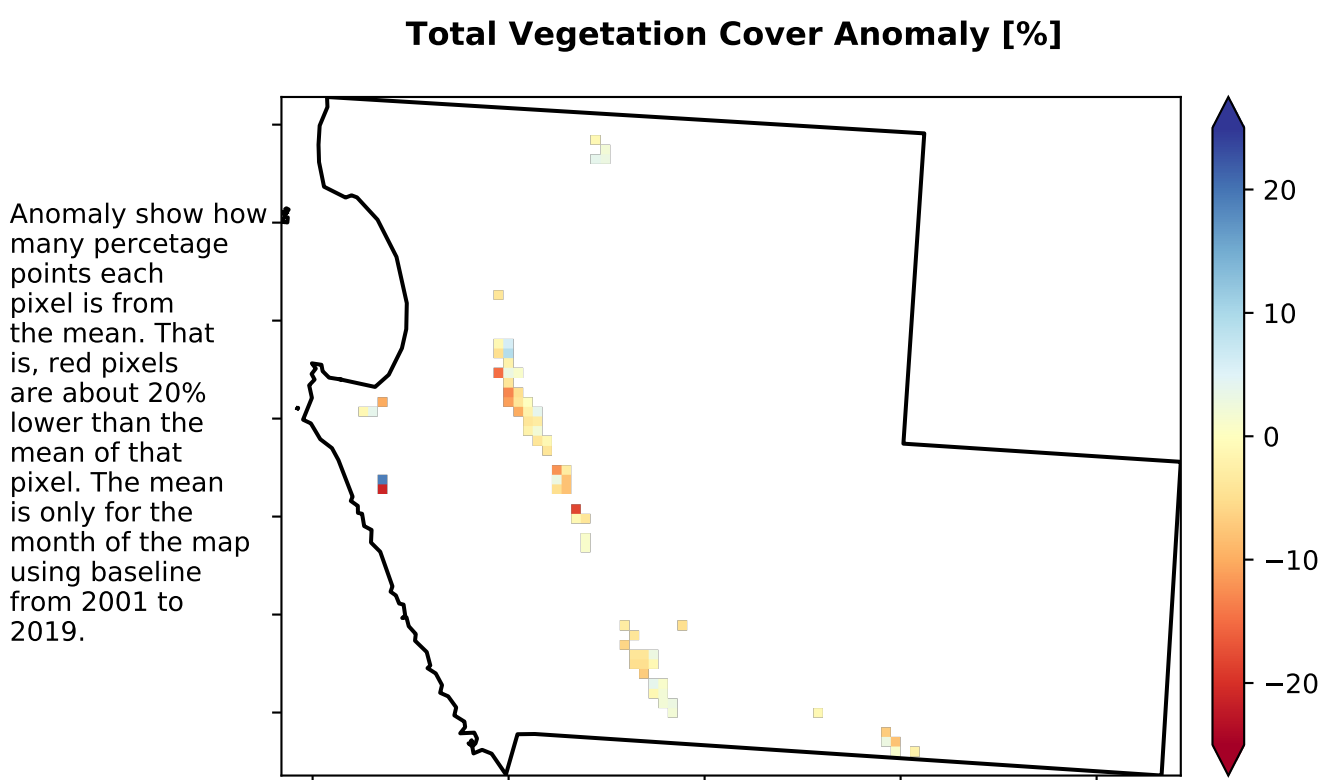 Total Vegetation Cover Anomaly [%]
Anomaly show how
many percetage
points each
pixel is from
the mean. That
is, red pixels
are about 20%
lower than the
mean of that
pixel. The mean
is only for the
month of the map
using baseline
from 2001 to
2019.
20
10
0
−10
−20